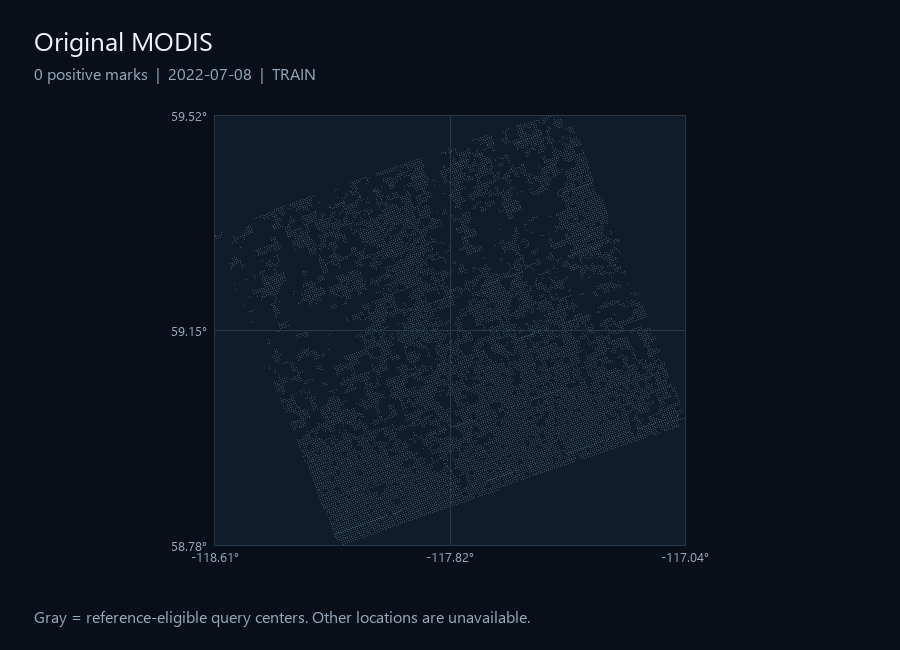 Original MODIS
0 positive marks | 2022-07-08 | TRAIN
59.52°
59.15°
58.78°
-118.61° -117.82° -117.04°
Gray = reference-eligible query centers. Other locations are unavailable.